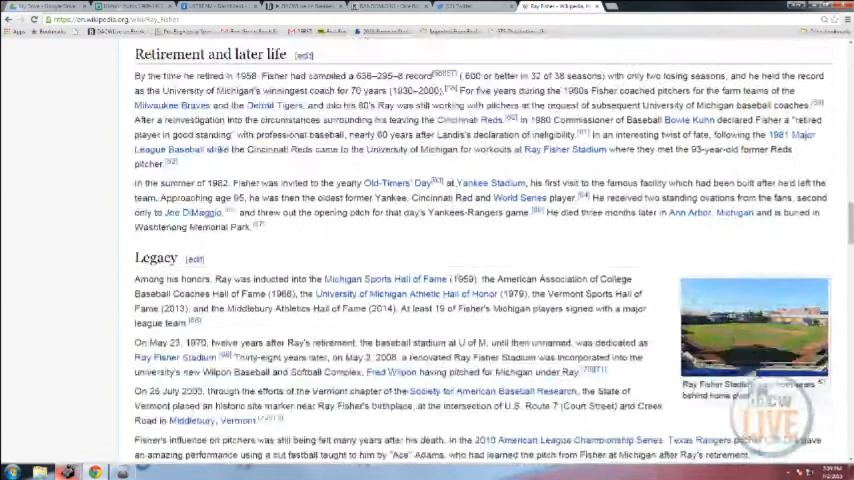 https://en.wikipedia.org/wiki/Ray_Fisher
Retirement and later life [edit]
By the time he retired in 1958, Fisher had compiled a 636–295–8 record (.600 or better in 32 of 38 seasons) with only two losing seasons, and he held the record
as the University of Michigan's winningest coach for 70 years (1930–2000). For five years during the 1960s Fisher coached pitchers for the farm teams of the
Milwaukee Braves and the Detroit Tigers, and into his 80's Ray was still working with pitchers at the request of subsequent University of Michigan baseball coaches.
After a reinvestigation into the circumstances surrounding his leaving the Cincinnati Reds, in 1980 Commissioner of Baseball Bowie Kuhn declared Fisher a "retired
player in good standing" with professional baseball, nearly 60 years after Landis's declaration of ineligibility. In an interesting twist of fate, following the 1981 Major
League Baseball strike the Cincinnati Reds came to the University of Michigan for workouts at Ray Fisher Stadium where they met the 93-year-old former Reds
pitcher.
In the summer of 1982, Fisher was invited to the yearly Old-Timers' Day at Yankee Stadium, his first visit to the famous facility which had been built after he'd left the
team. Approaching age 95, he was then the oldest former Yankee, Cincinnati Red and World Series player. He received two standing ovations from the fans, second
only to Joe DiMaggio, and threw out the opening pitch for that day's Yankees-Rangers game. He died three months later in Ann Arbor, Michigan and is buried in
Washtenong Memorial Park.
Legacy [edit]
Among his honors, Ray was inducted into the Michigan Sports Hall of Fame (1959), the American Association of College
Baseball Coaches Hall of Fame (1966), the University of Michigan Athletic Hall of Honor (1979), the Vermont Sports Hall of
Fame (2013), and the Middlebury Athletics Hall of Fame (2014). At least 19 of Fisher's Michigan players signed with a major
league team.
On May 23, 1970, twelve years after Ray's retirement, the baseball stadium at U of M, until then unnamed, was dedicated as
Ray Fisher Stadium. Thirty-eight years later, on May 2, 2008, a renovated Ray Fisher Stadium was incorporated into the
university's new Wilpon Baseball and Softball Complex, Fred Wilpon having pitched for Michigan under Ray.
On 25 July 2003, through the efforts of the Vermont chapter of the Society for American Baseball Research, the State of
Vermont placed an historic site marker near Ray Fisher's birthplace, at the intersection of U.S. Route 7 (Court Street) and Creek
Road in Middlebury, Vermont.
Fisher's influence on pitchers was still being felt many years after his death. In the 2010 American League Championship Series, Texas Rangers gave
an amazing performance using a cut fastball taught to him by "Ace" Adams, who had learned the pitch from Fisher at Michigan after Ray's retirement.
Ray Fisher seats
behind home
LIVE